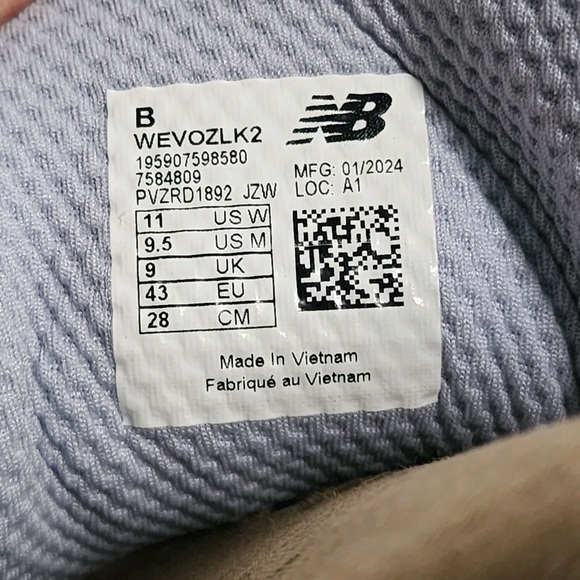 B
WEVOZLK2
195907598580
7584809
PVZRD1892 JZW
NB
MFG: 01/2024
LOC: A1
11 US W
9.5 US M
9 UK
43 EU
28 CM
Made In Vietnam
Fabriqué au Vietnam